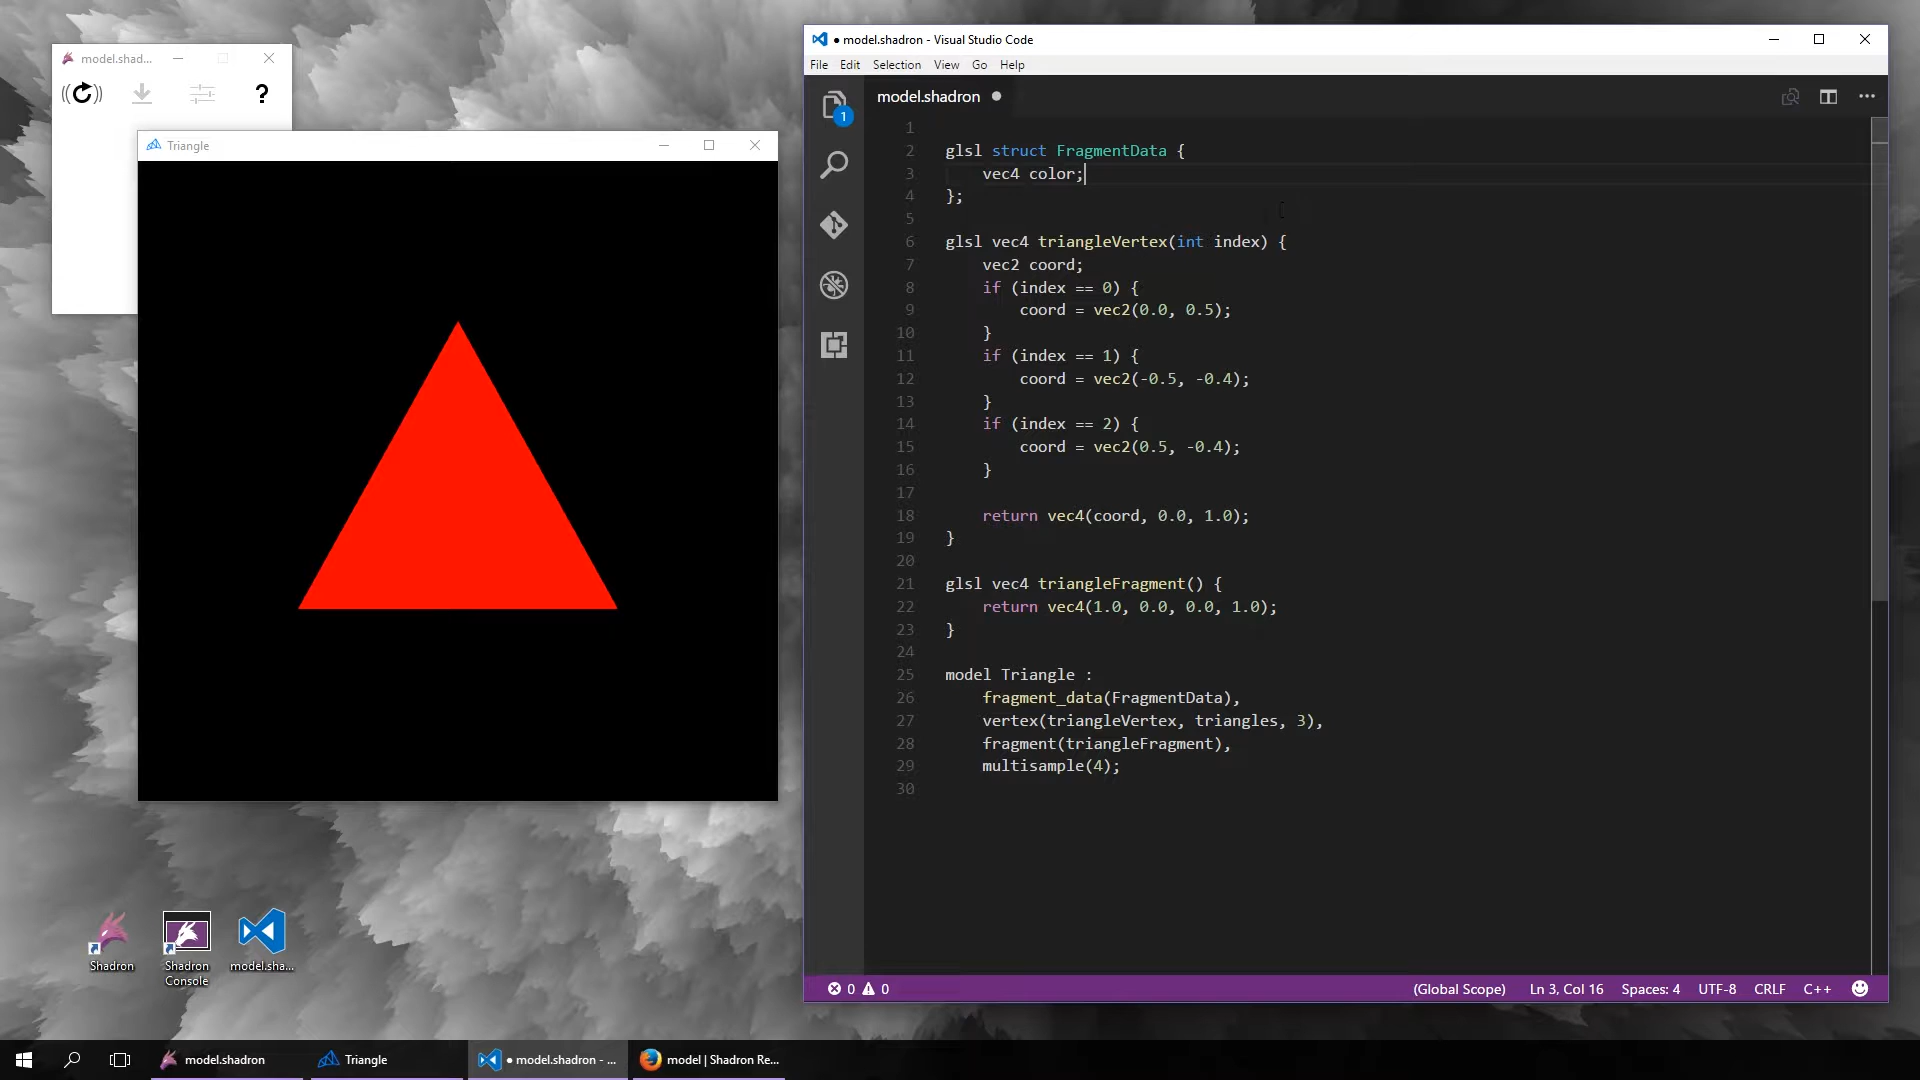 model.shad...
?
Triangle
● model.shadron - Visual Studio Code
File Edit Selection View Go Help
model.shadron ●
1
1
2 glsl struct FragmentData {
3 vec4 color;
4 };
5
6 glsl vec4 triangleVertex(int index) {
7 vec2 coord;
8 if (index == 0) {
9 coord = vec2(0.0, 0.5);
10 }
11 if (index == 1) {
12 coord = vec2(-0.5, -0.4);
13 }
14 if (index == 2) {
15 coord = vec2(0.5, -0.4);
16 }
17
18 return vec4(coord, 0.0, 1.0);
19 }
20
21 glsl vec4 triangleFragment() {
22 return vec4(1.0, 0.0, 0.0, 1.0);
23 }
24
25 model Triangle :
26 fragment_data(FragmentData),
27 vertex(triangleVertex, triangles, 3),
28 fragment(triangleFragment),
29 multisample(4);
30
0 0 (Global Scope) Ln 3, Col 16 Spaces: 4 UTF-8 CRLF C++
Shadron
Shadron
Console
model.sha...
model.shadron
Triangle
● model.shadron - ...
model | Shadron Re...